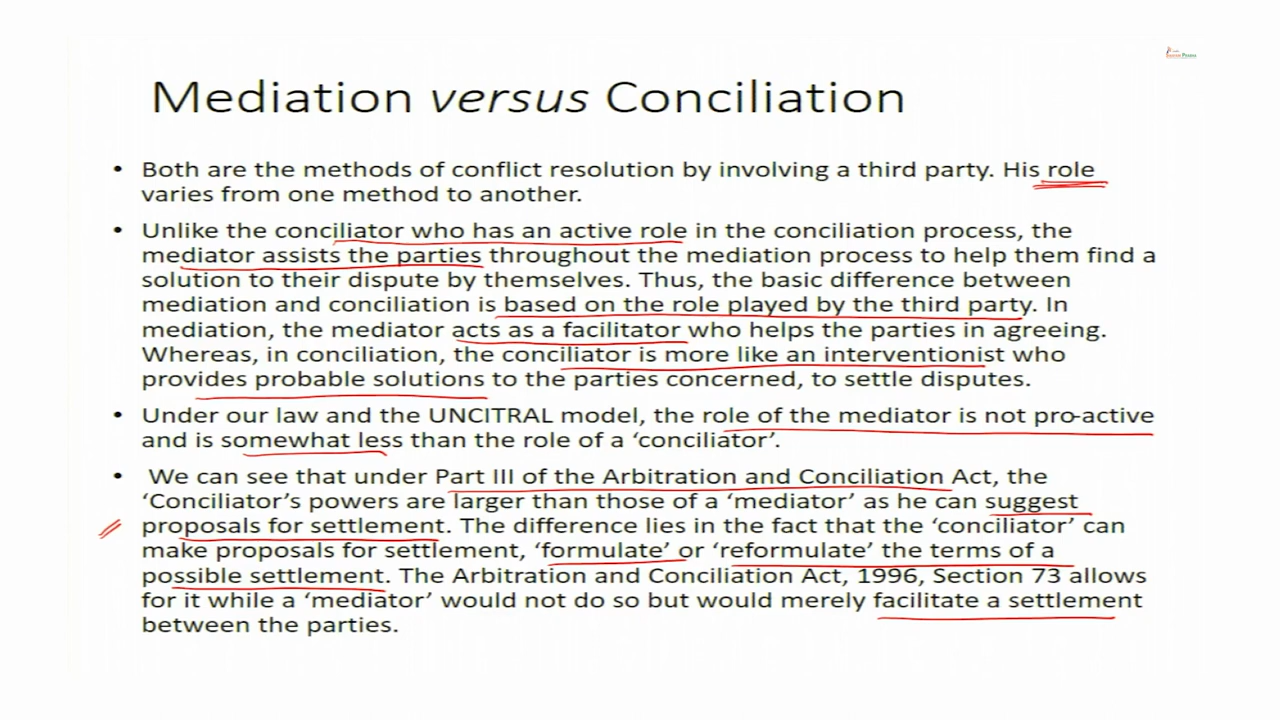 Mediation versus Conciliation
• Both are the methods of conflict resolution by involving a third party. His role
varies from one method to another.
• Unlike the conciliator who has an active role in the conciliation process, the
mediator assists the parties throughout the mediation process to help them find a
solution to their dispute by themselves. Thus, the basic difference between
mediation and conciliation is based on the role played by the third party. In
mediation, the mediator acts as a facilitator who helps the parties in agreeing.
Whereas, in conciliation, the conciliator is more like an interventionist who
provides probable solutions to the parties concerned, to settle disputes.
• Under our law and the UNCITRAL model, the role of the mediator is not pro-active
and is somewhat less than the role of a ‘conciliator’.
• We can see that under Part III of the Arbitration and Conciliation Act, the
‘Conciliator’s powers are larger than those of a ‘mediator’ as he can suggest
proposals for settlement. The difference lies in the fact that the ‘conciliator’ can
make proposals for settlement, ‘formulate’ or ‘reformulate’ the terms of a
possible settlement. The Arbitration and Conciliation Act, 1996, Section 73 allows
for it while a ‘mediator’ would not do so but would merely facilitate a settlement
between the parties.